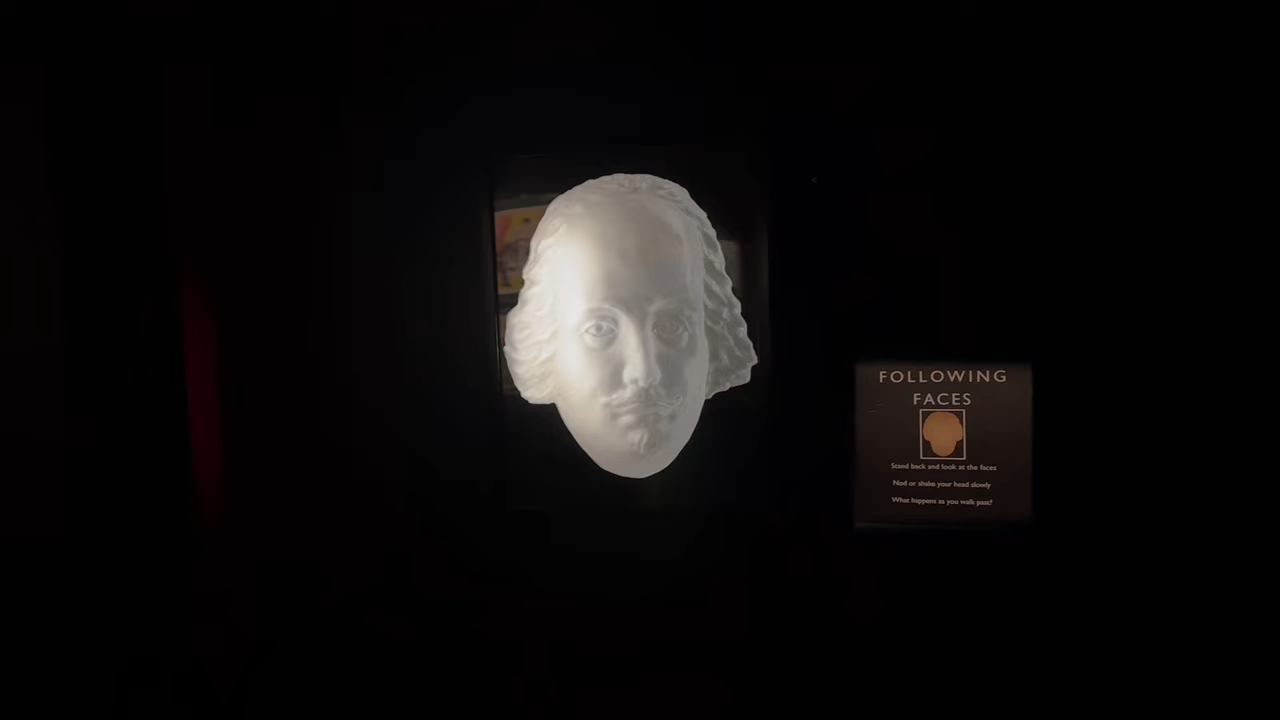 FOLLOWING
FACES
Stand back and look at the faces
Nod or shake your head slowly
What happens as you walk past?